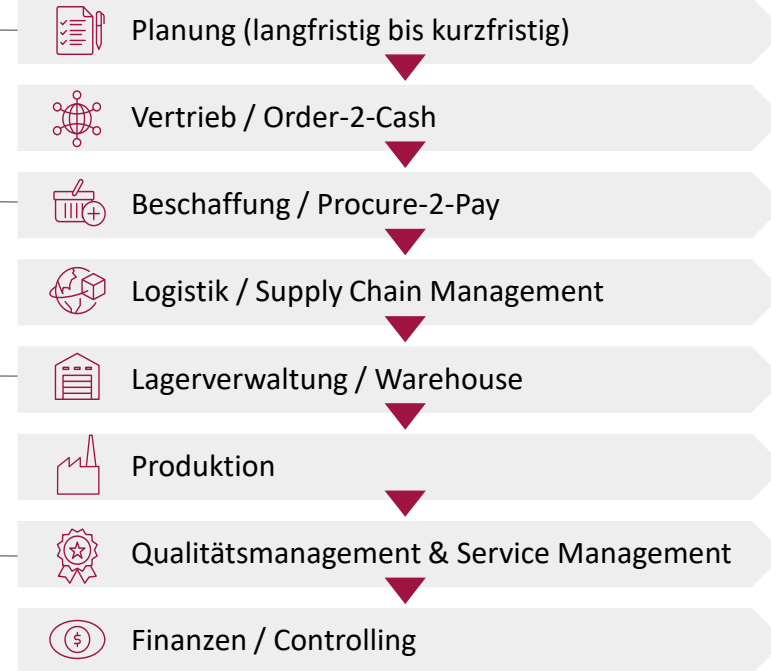 Planung (langfristig bis kurzfristig)
Vertrieb / Order-2-Cash
Beschaffung / Procure-2-Pay
Logistik / Supply Chain Management
Lagerverwaltung / Warehouse
Produktion
Qualitätsmanagement & Service Management
$ Finanzen / Controlling